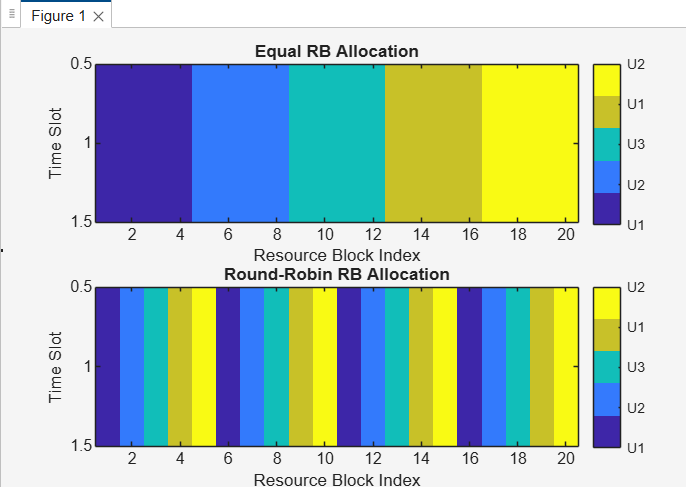 Figure 1
Equal RB Allocation
0.5
1
1.5
Time Slot
2 4 6 8 10 12 14 16 18 20
Resource Block Index
U2
U1
U3
U2
U1
Round-Robin RB Allocation
0.5
1
1.5
Time Slot
2 4 6 8 10 12 14 16 18 20
Resource Block Index
U2
U1
U3
U2
U1